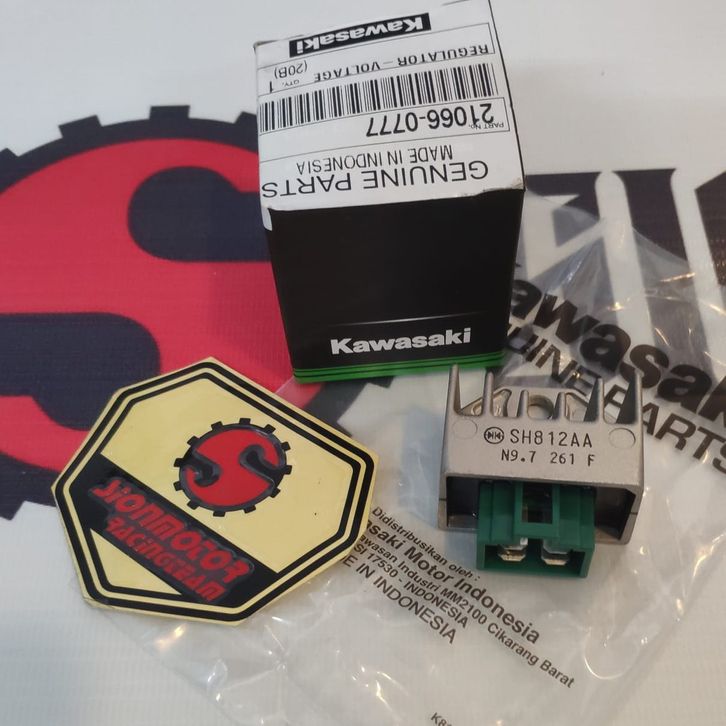 Kawasaki
REGULATOR-VOLTAGE
(20B)
QTY. 1
PART No.
21066-0777
MADE IN INDONESIA
GENUINE PARTS
Kawasaki
SH812AA
N9.7 261 F
SionmotoR
RACINGTEAM
Kawasaki
GENUINE PARTS
Didistribusikan oleh :
Kawasaki Motor Indonesia
Kawasan Industri MM2100 Cikarang Barat
17530 - INDONESIA
MADE IN INDONESIA